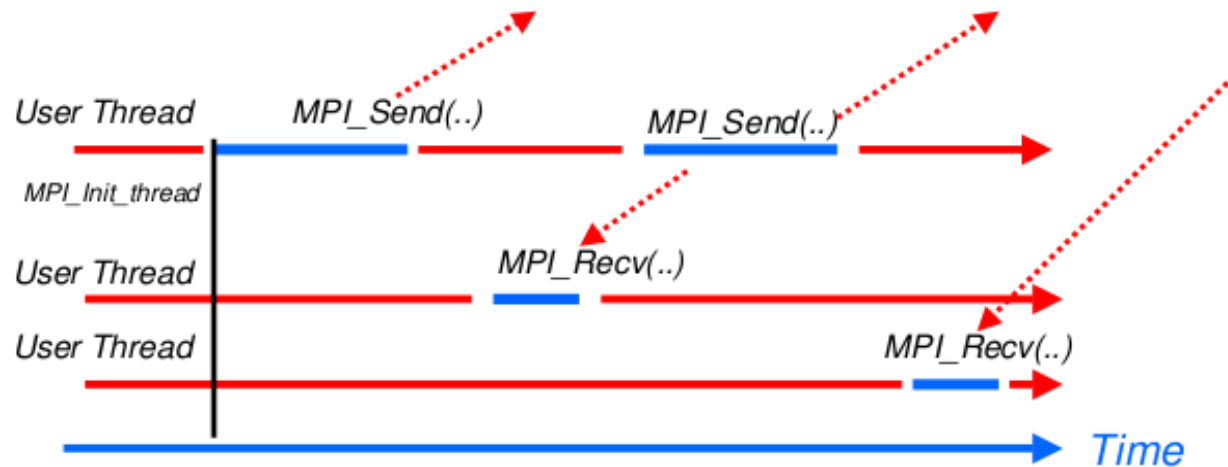 User Thread
MPI_Send(..)
MPI_Send(..)
MPI_Init_thread
User Thread
MPI_Recv(..)
User Thread
MPI_Recv(..)
Time